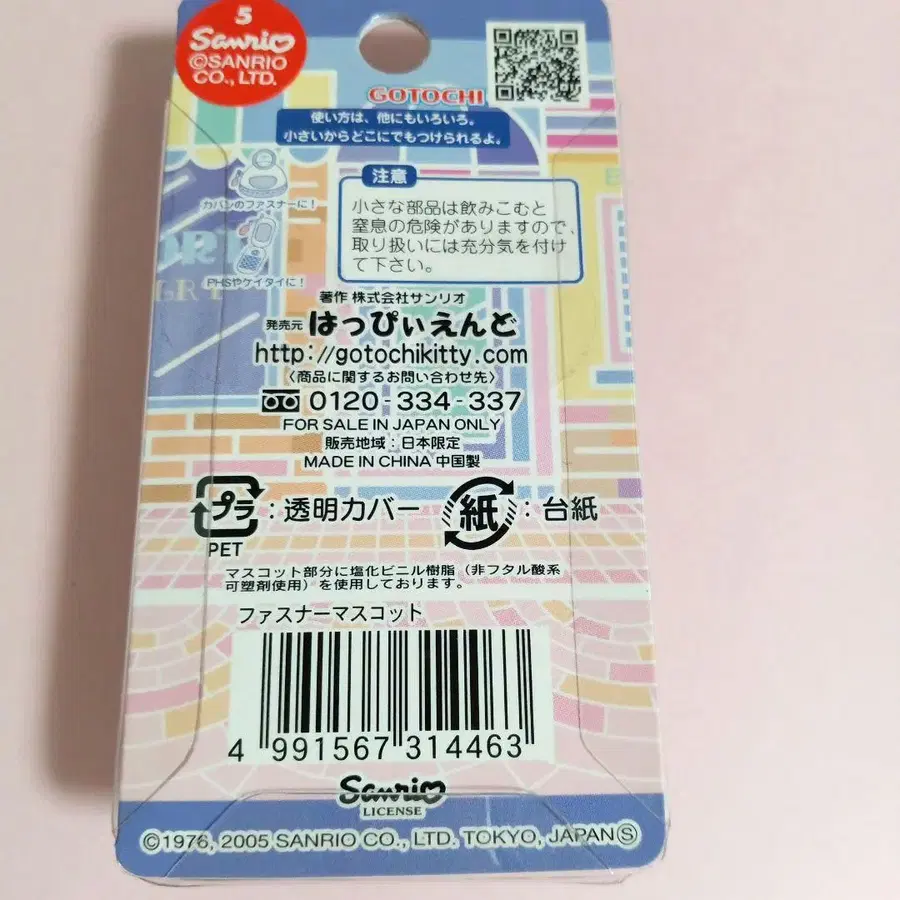 5
Sanrio
©SANRIO
CO., LTD.
GOTOCHI
使い方は、他にもいろいろ。
小さいからどこにでもつけられるよ。
カバンのファスナーに!
PHSやケイタイに!
注意
小さな部品は飲みこむと
窒息の危険がありますので、
取り扱いには充分気を付け
て下さい。
著作 株式会社サンリオ
発売元 はっぴぃえんど
http://gotochikitty.com
〈商品に関するお問い合わせ先〉
0120-334-337
FOR SALE IN JAPAN ONLY
販売地域:日本限定
MADE IN CHINA 中国製
プラ:透明カバー 紙:台紙
PET
マスコット部分に塩化ビニル樹脂(非フタル酸系
可塑剤使用)を使用しております。
ファスナーマスコット
4 991567 314463
Sanrio
LICENSE
©1976, 2005 SANRIO CO., LTD. TOKYO, JAPAN Ⓢ